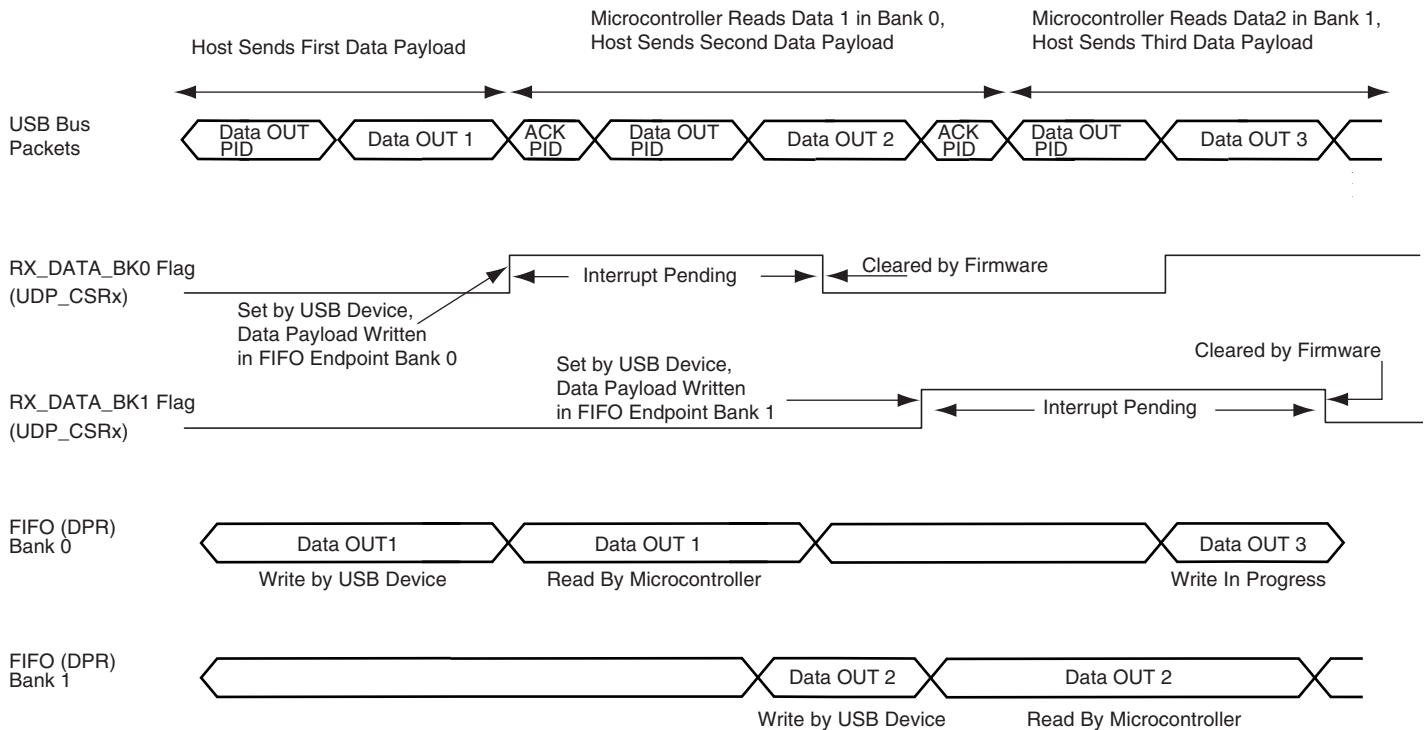 Host Sends First Data Payload
Microcontroller Reads Data 1 in Bank 0,
Host Sends Second Data Payload
Microcontroller Reads Data2 in Bank 1,
Host Sends Third Data Payload
USB Bus
Packets
Data OUT
PID
Data OUT 1
ACK
PID
Data OUT
PID
Data OUT 2
ACK
PID
Data OUT
PID
Data OUT 3
RX_DATA_BK0 Flag
(UDP_CSRx)
Interrupt Pending
Cleared by Firmware
Set by USB Device,
Data Payload Written
in FIFO Endpoint Bank 0
RX_DATA_BK1 Flag
(UDP_CSRx)
Set by USB Device,
Data Payload Written
in FIFO Endpoint Bank 1
Interrupt Pending
Cleared by Firmware
FIFO (DPR)
Bank 0
Data OUT1
Data OUT 1
Data OUT 3
Write by USB Device
Read By Microcontroller
Write In Progress
FIFO (DPR)
Bank 1
Data OUT 2
Data OUT 2
Write by USB Device
Read By Microcontroller